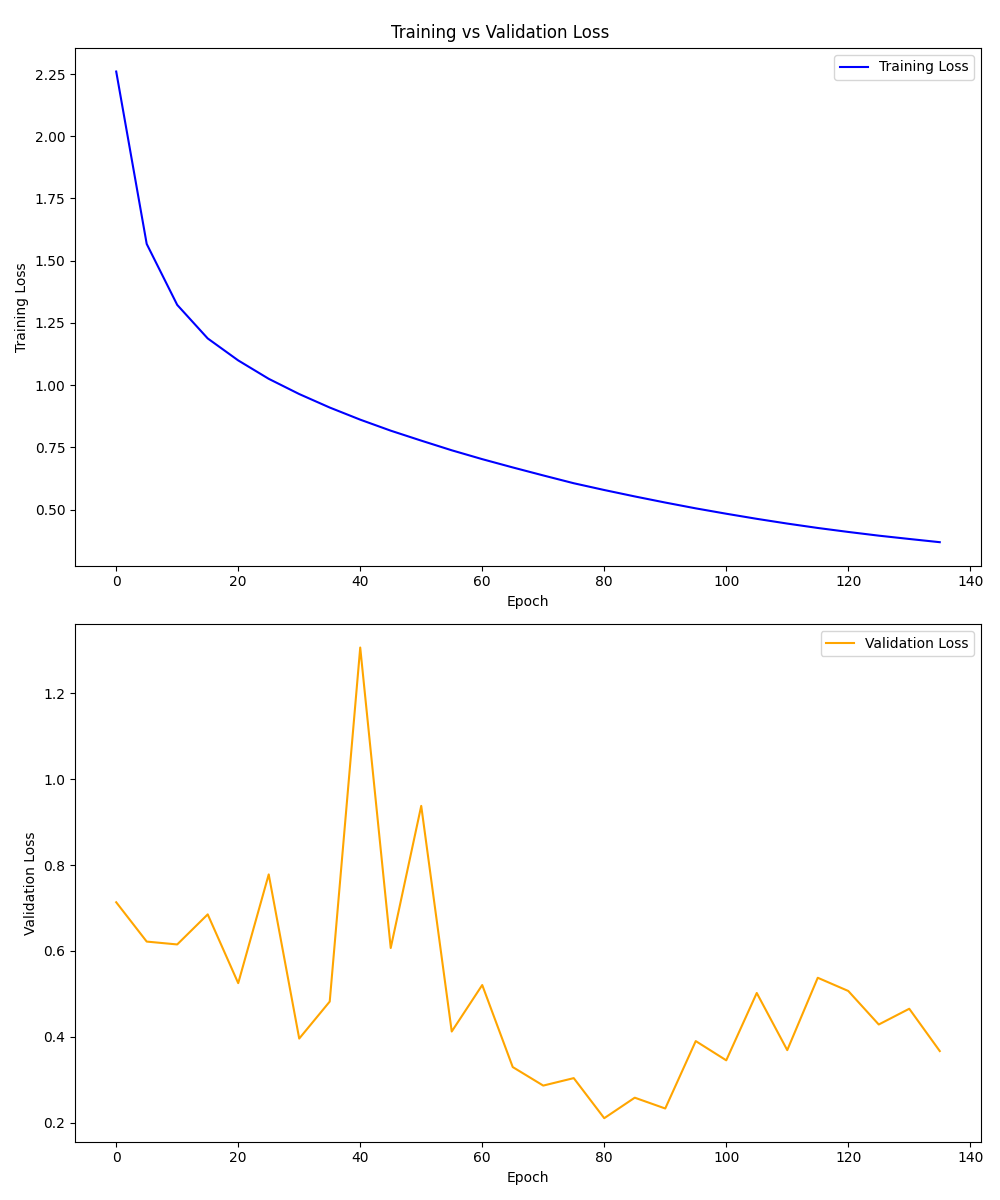 Training vs Validation Loss
Training Loss
2.25
2.00
1.75
1.50
1.25
1.00
0.75
0.50
Training Loss
0 20 40 60 80 100 120 140
Epoch
Validation Loss
1.2
1.0
0.8
0.6
0.4
0.2
Validation Loss
0 20 40 60 80 100 120 140
Epoch